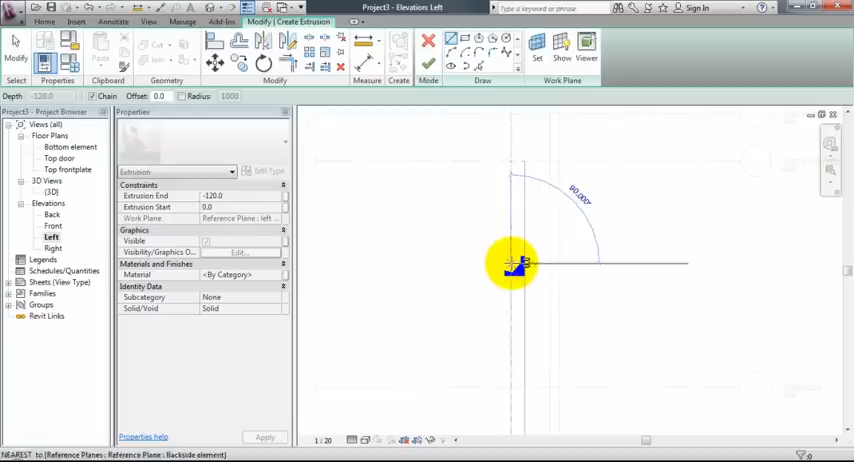 Project3 - Elevations: Left
Type a keyword or phrase
Sign In
Home Insert Annotate View Manage Add-Ins Modify | Create Extrusion
Modify
Paste
Cut
Join
Set Show Viewer
Select Properties Clipboard Geometry Modify Measure Create Mode Draw Work Plane
Depth -120.0 Chain Offset: 0.0 Radius: 1000
Project3 - Project Browser
Views (all)
Floor Plans
Bottom element
Top door
Top frontplate
3D Views
{3D}
Elevations
Back
Front
Left
Right
Legends
Schedules/Quantities
Sheets (View Type)
Families
Groups
Revit Links
Properties
Extrusion Edit Type
Constraints
Extrusion End -120.0
Extrusion Start 0.0
Work Plane Reference Plane : left ...
Graphics
Visible
Visibility/Graphics O... Edit...
Materials and Finishes
Material <By Category>
Identity Data
Subcategory None
Solid/Void Solid
Properties help Apply
90.000°
1 : 20
NEAREST to [Reference Planes : Reference Plane : Backside element]
:0